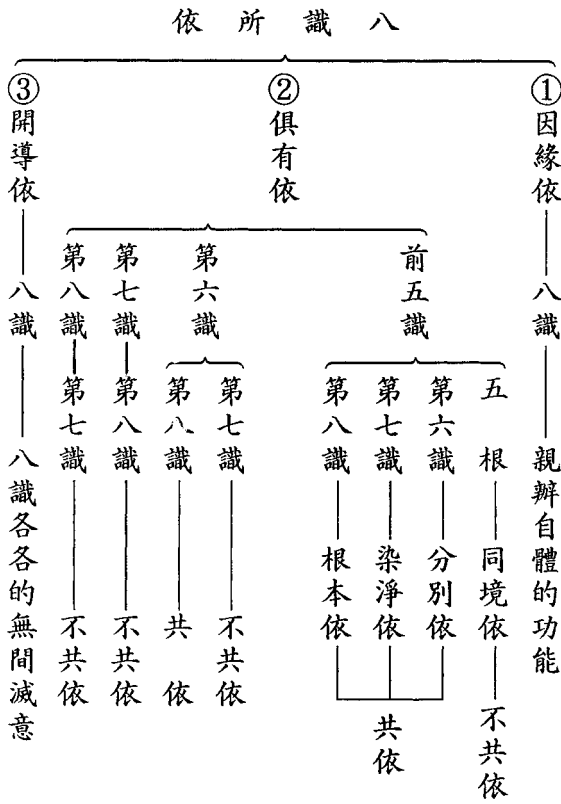 八識所依
①因緣依
八識
親辦自體的功能
②俱有依
前五識
五根
同境依
不共依
第六識
分別依
第七識
染淨依
第八識
根本依
共依
第六識
第七識
不共依
第八識
共依
第七識
第八識
不共依
第八識
第七識
不共依
③開導依
八識
八識各各的無間滅意